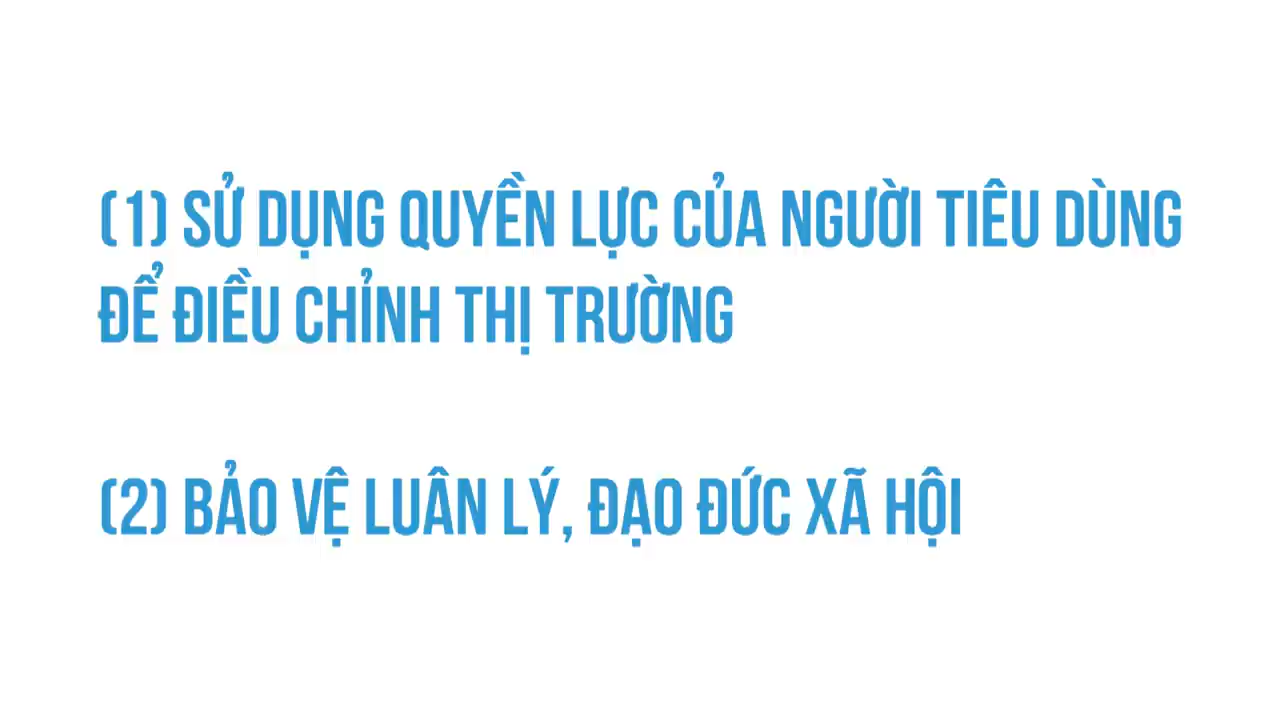 (1) SỬ DỤNG QUYỀN LỰC CỦA NGƯỜI TIÊU DÙNG
ĐỂ ĐIỀU CHỈNH THỊ TRƯỜNG
(2) BẢO VỆ LUÂN LÝ, ĐẠO ĐỨC XÃ HỘI